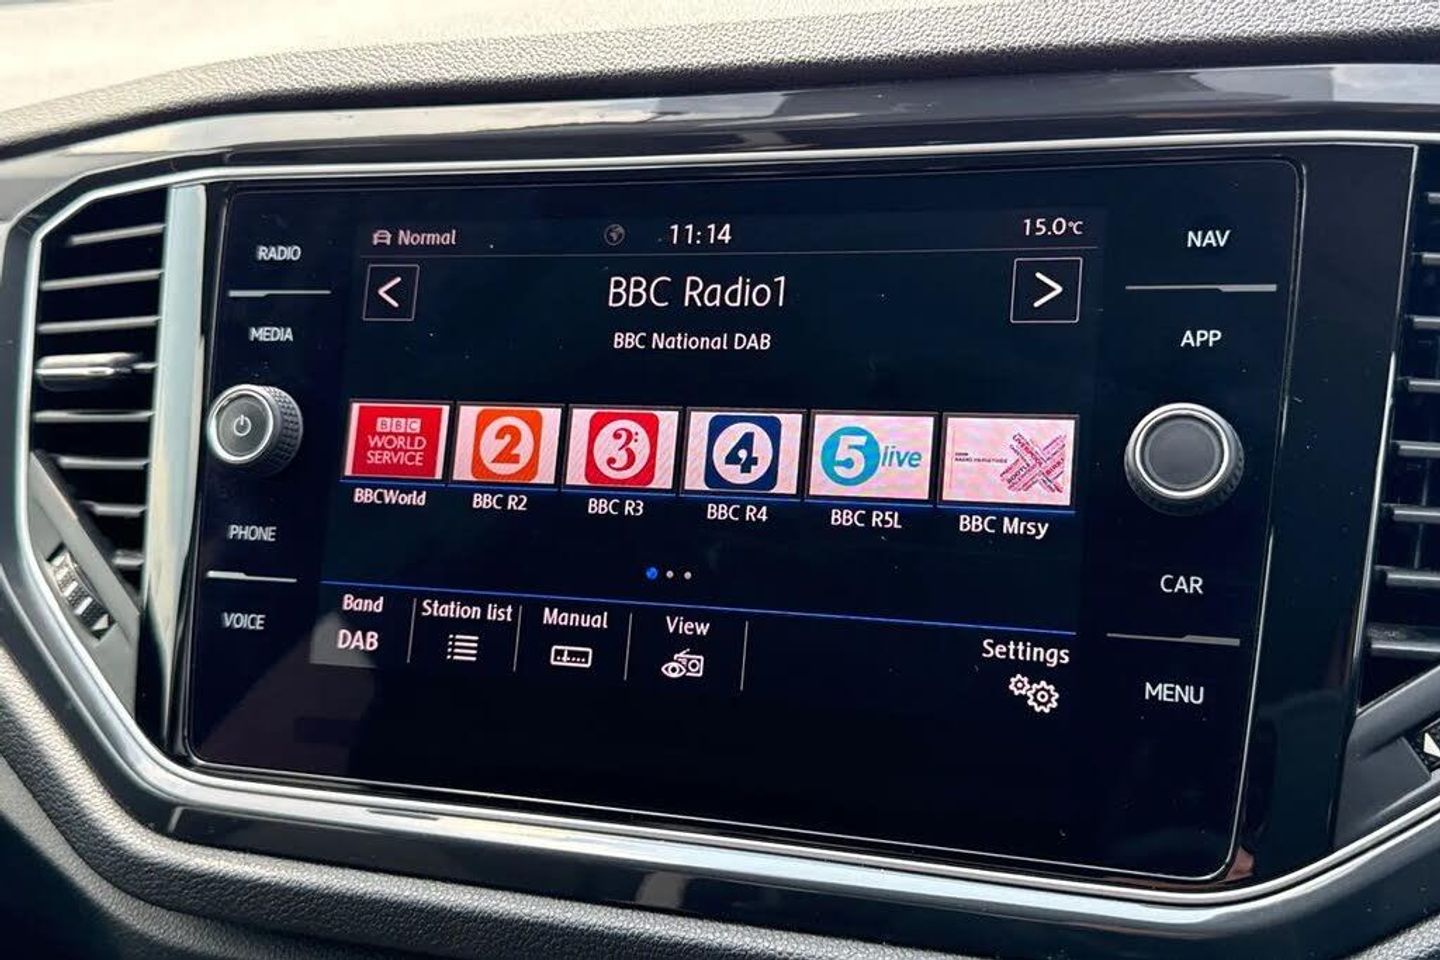 Normal
11:14
15.0°C
RADIO
NAV
BBC Radio1
MEDIA
BBC National DAB
APP
BBC
WORLD
SERVICE
2
3
4
5 live
BBCWorld
BBC R2
BBC R3
BBC R4
BBC R5L
BBC Mrsy
PHONE
CAR
VOICE
Band
DAB
Station list
Manual
View
Settings
MENU